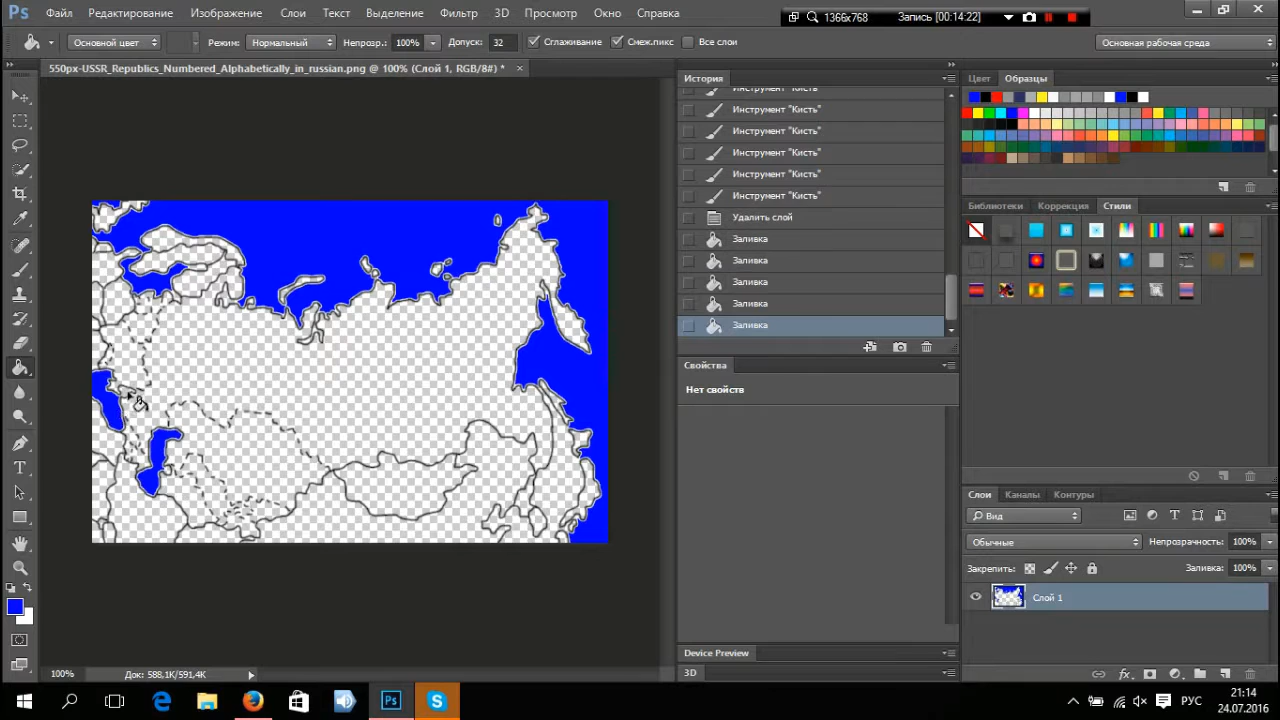 Ps Файл Редактирование Изображение Слои Текст Выделение Фильтр 3D Просмотр Окно Справка
1366x768 Запись [00:14:22]
Основной цвет Режим: Нормальный Непрозр.: 100% Допуск: 32 Сглаживание Смеж.пикс Все слои Основная рабочая среда
550px-USSR_Republics_Numbered_Alphabetically_in_russian.png @ 100% (Слой 1, RGB/8#) * ×
История
Инструмент "Кисть"
Инструмент "Кисть"
Инструмент "Кисть"
Инструмент "Кисть"
Инструмент "Кисть"
Инструмент "Кисть"
Удалить слой
Заливка
Заливка
Заливка
Заливка
Заливка
Свойства
Нет свойств
Device Preview
3D
Цвет Образцы
Библиотеки Коррекция Стили
Слои Каналы Контуры
Вид
Обычные Непрозрачность: 100%
Закрепить: Заливка: 100%
Слой 1
100% Док: 588,1K/591,4K
Ps
РУС
21:14
24.07.2016